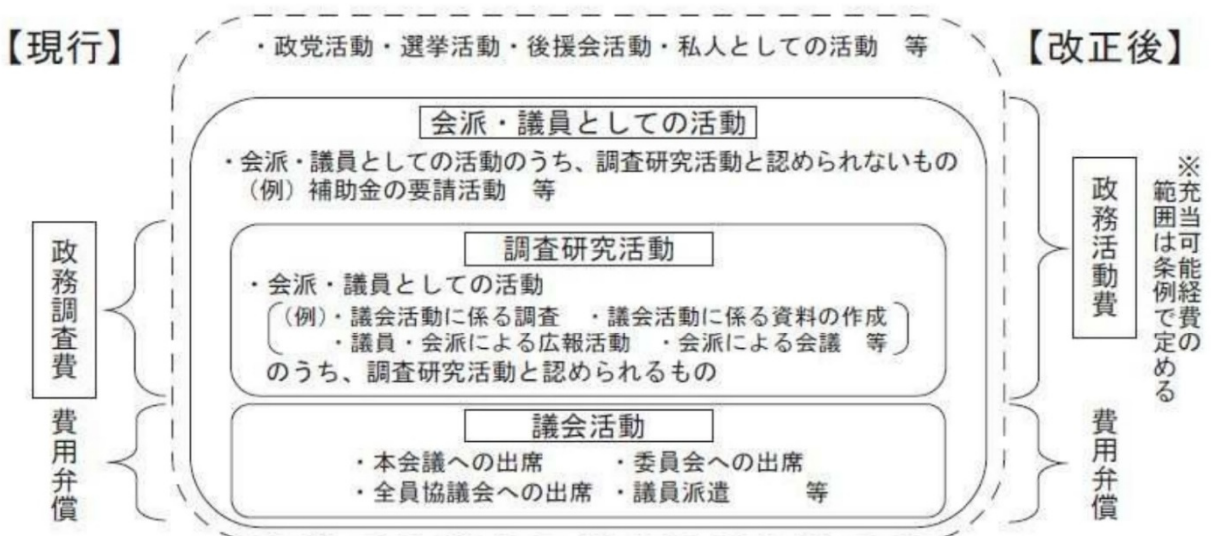 【現行】
・政党活動・選挙活動・後援会活動・私人としての活動　等
【改正後】
会派・議員としての活動
・会派・議員としての活動のうち、調査研究活動と認められないもの
（例）補助金の要請活動　等
政務調査費
調査研究活動
・会派・議員としての活動
（例）・議会活動に係る調査　・議会活動に係る資料の作成
・議員・会派による広報活動　・会派による会議　等
のうち、調査研究活動と認められるもの
政務活動費
※充当可能経費の
範囲は条例で定める
費用弁償
議会活動
・本会議への出席　・委員会への出席
・全員協議会への出席　・議員派遣　等
費用弁償